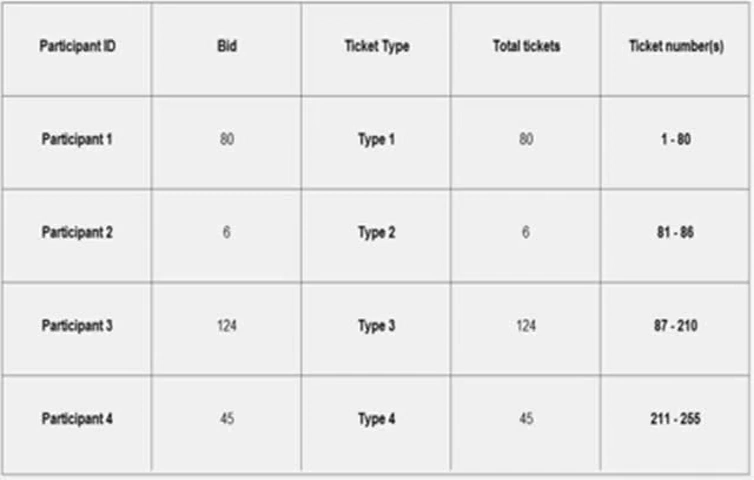 Participant ID Bid Ticket Type Total tickets Ticket number(s)
Participant 1 80 Type 1 80 1 - 80
Participant 2 6 Type 2 6 81 - 86
Participant 3 124 Type 3 124 87 - 210
Participant 4 45 Type 4 45 211 - 255